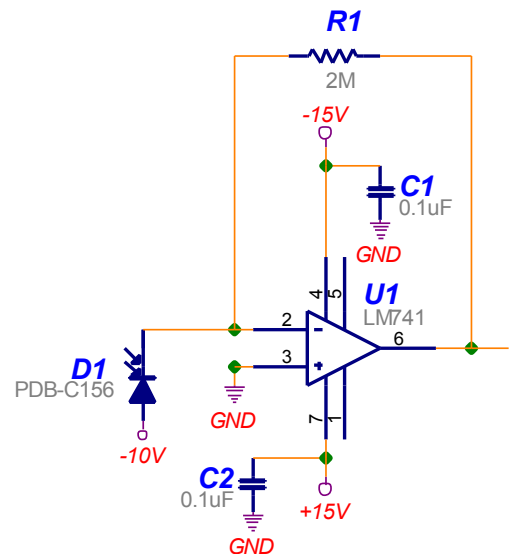 R1
2M
-15V
C1
0.1uF
GND
4
5
U1
LM741
2
-
6
3
+
D1
PDB-C156
GND
-10V
7
1
C2
0.1uF
+15V
GND